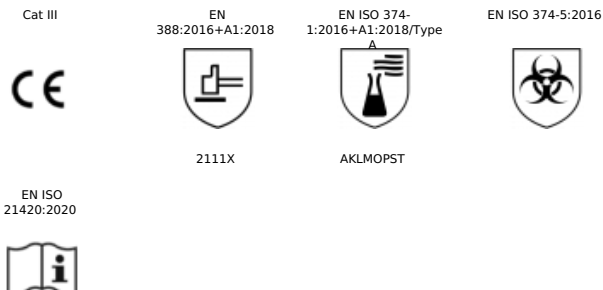 Cat III
EN
388:2016+A1:2018
EN ISO 374-
1:2016+A1:2018/Type
A
EN ISO 374-5:2016
CE
2111X
AKLMOPST
EN ISO
21420:2020
i